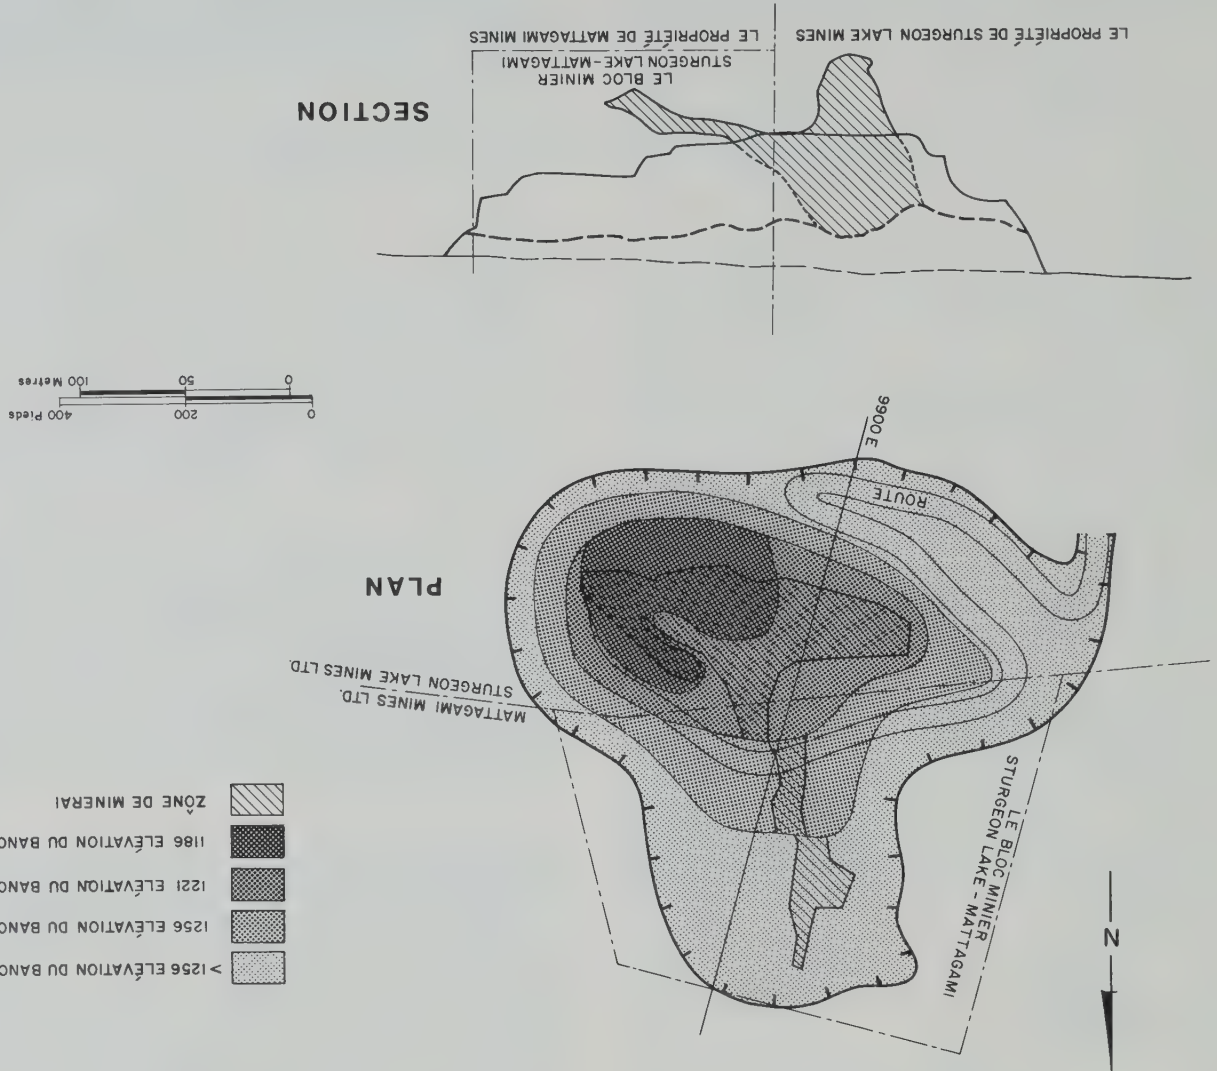 N
> 1256 ELÉVATION DU BANC
1256 ELÉVATION DU BANC
1221 ELÉVATION DU BANC
1186 ELÉVATION DU BANC
ZÔNE DE MINERAI
LE BLOC MINIER
STURGEON LAKE - MATTAGAMI
MATTAGAMI MINES LTD.
STURGEON LAKE MINES LTD.
PLAN
ROUTE
9900 E
0 200 400 Pieds
0 50 100 Metres
SECTION
LE BLOC MINIER
STURGEON LAKE-MATTAGAMI
LE PROPRIÉTÉ DE STURGEON LAKE MINES
LE PROPRIÉTÉ DE MATTAGAMI MINES